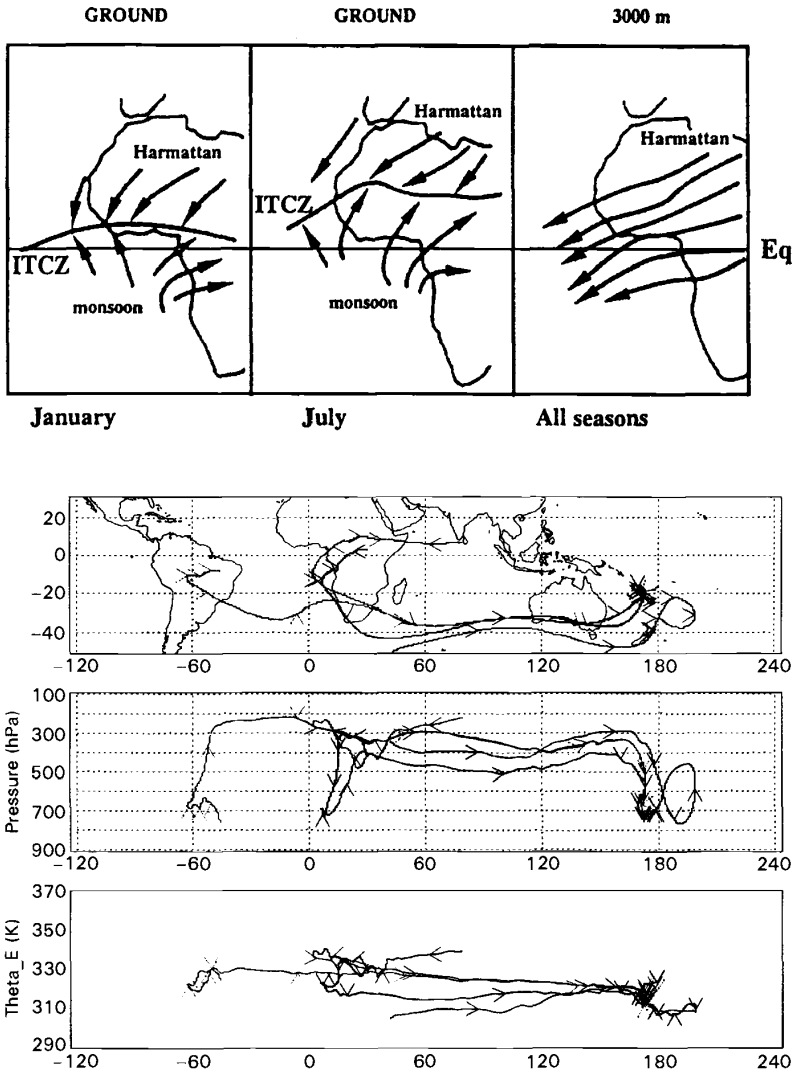 GROUND GROUND 3000 m
Harmattan
Harmattan
Harmattan
ITCZ
ITCZ
Eq
monsoon
monsoon
January July All seasons
20
0
−20
−40
−120 −60 0 60 120 180 240
Pressure (hPa)
100
300
500
700
900
−120 −60 0 60 120 180 240
Theta_E (K)
370
350
330
310
290
−120 −60 0 60 120 180 240